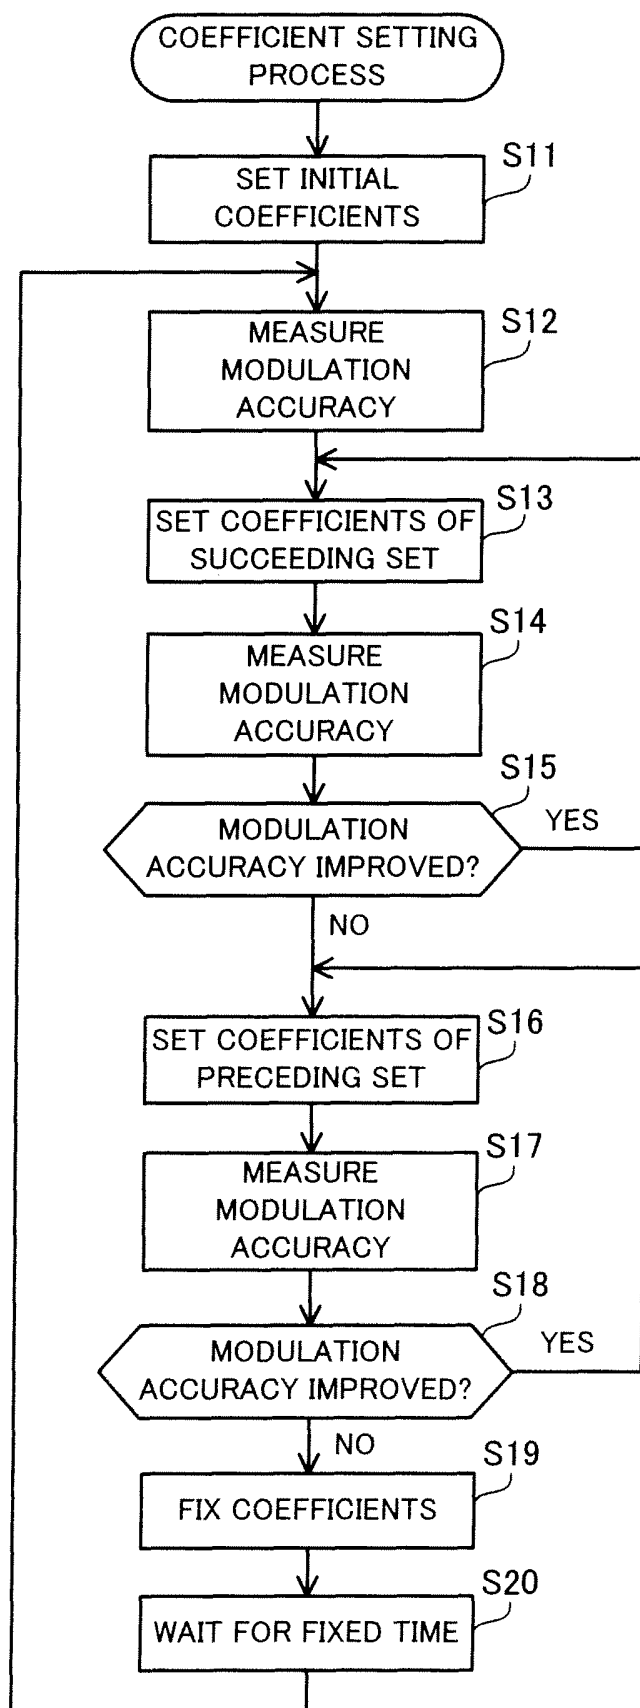 COEFFICIENT SETTING
PROCESS
S11
SET INITIAL
COEFFICIENTS
S12
MEASURE
MODULATION
ACCURACY
S13
SET COEFFICIENTS OF
SUCCEEDING SET
S14
MEASURE
MODULATION
ACCURACY
S15
MODULATION
ACCURACY IMPROVED?
YES
NO
S16
SET COEFFICIENTS OF
PRECEDING SET
S17
MEASURE
MODULATION
ACCURACY
S18
MODULATION
ACCURACY IMPROVED?
YES
NO
S19
FIX COEFFICIENTS
S20
WAIT FOR FIXED TIME